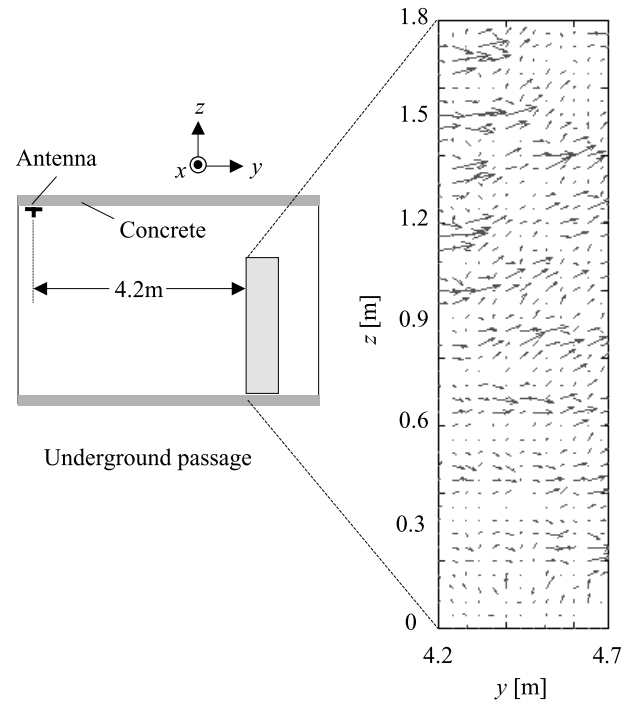 z
x
y
Antenna
Concrete
4.2m
Underground passage
1.8
1.5
1.2
0.9
0.6
0.3
0
z [m]
4.2
4.7
y [m]